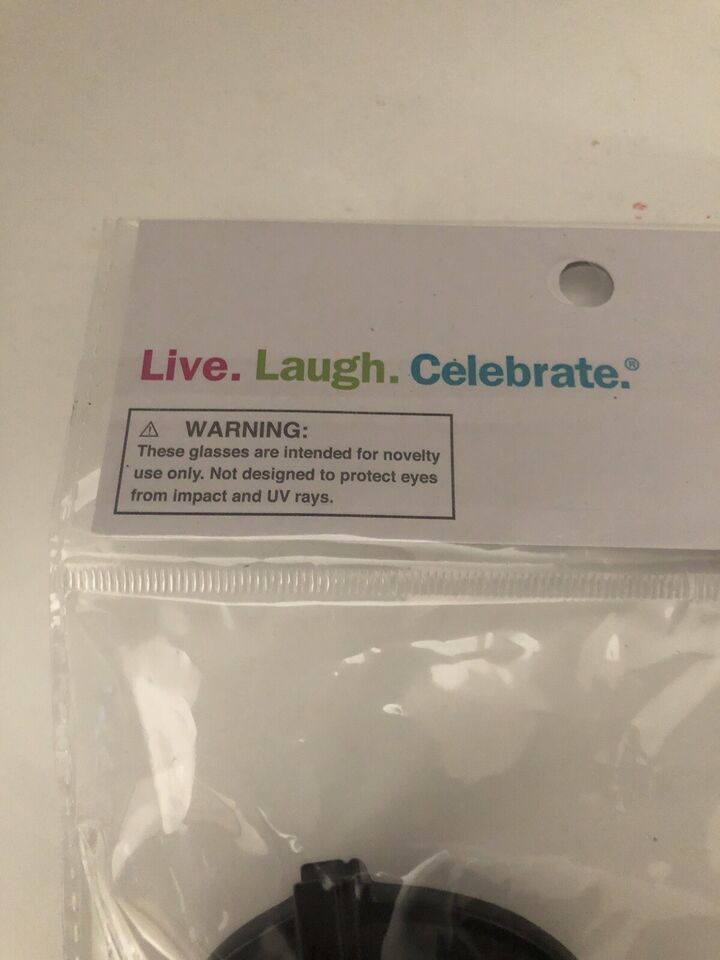 Live. Laugh. Celebrate.®
⚠ WARNING:
These glasses are intended for novelty
use only. Not designed to protect eyes
from impact and UV rays.